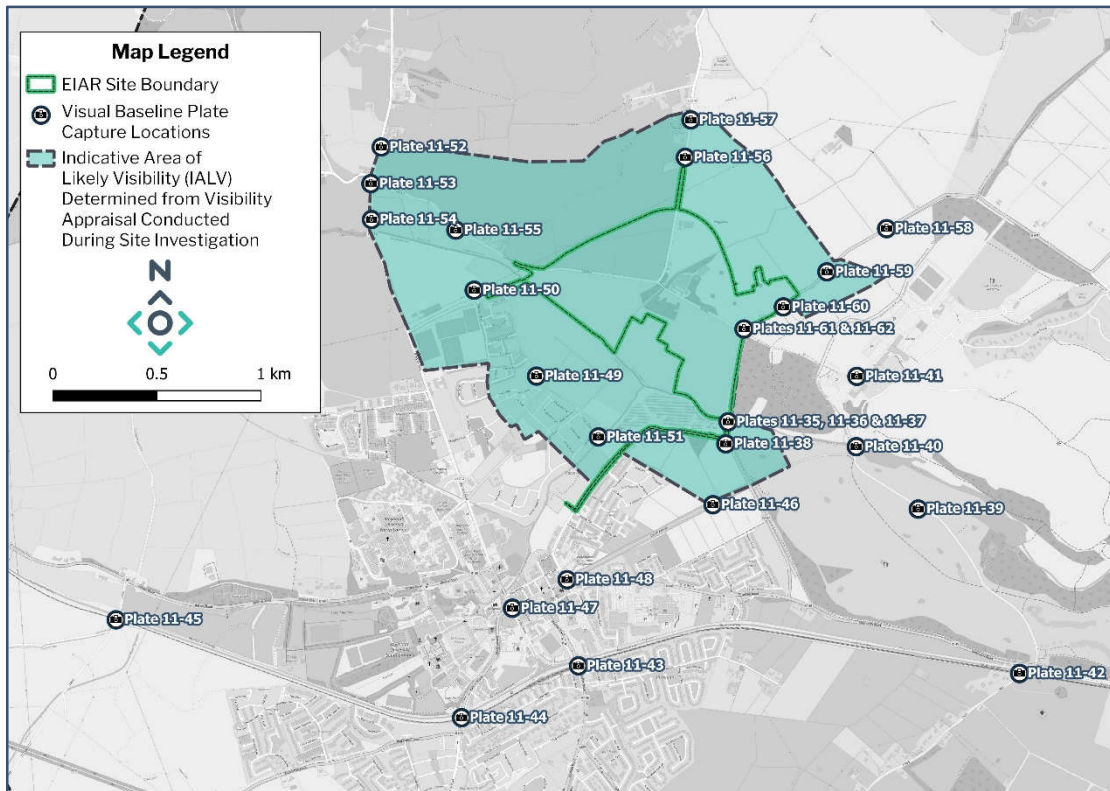 Map Legend
EIAR Site Boundary
Visual Baseline Plate
Capture Locations
Indicative Area of
Likely Visibility (IALV)
Determined from Visibility
Appraisal Conducted
During Site Investigation
N
0 0.5 1 km
Plate 11-57
Plate 11-52
Plate 11-56
Plate 11-53
Plate 11-54
Plate 11-55
Plate 11-58
Plate 11-59
Plate 11-50
Plate 11-60
Plates 11-61 & 11-62
Plate 11-49
Plate 11-41
Plates 11-35, 11-36 & 11-37
Plate 11-51
Plate 11-38
Plate 11-40
Plate 11-46
Plate 11-39
Plate 11-48
Plate 11-47
Plate 11-45
Plate 11-43
Plate 11-42
Plate 11-44